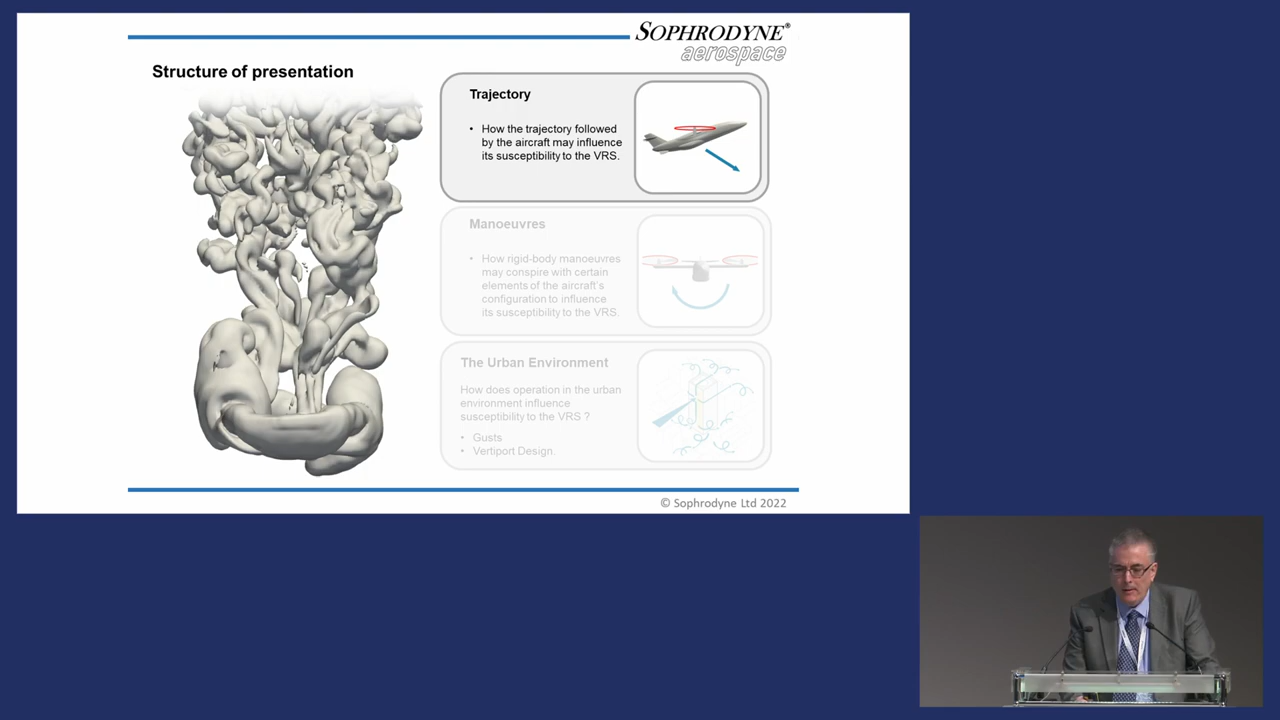 SOPHRODYNE®
aerospace
Structure of presentation
Trajectory
• How the trajectory followed
by the aircraft may influence
its susceptibility to the VRS.
Manoeuvres
• How rigid-body manoeuvres
may conspire with certain
elements of the aircraft's
configuration to influence
its susceptibility to the VRS.
The Urban Environment
How does operation in the urban
environment influence
susceptibility to the VRS ?
• Gusts
• Vertiport Design.
© Sophrodyne Ltd 2022